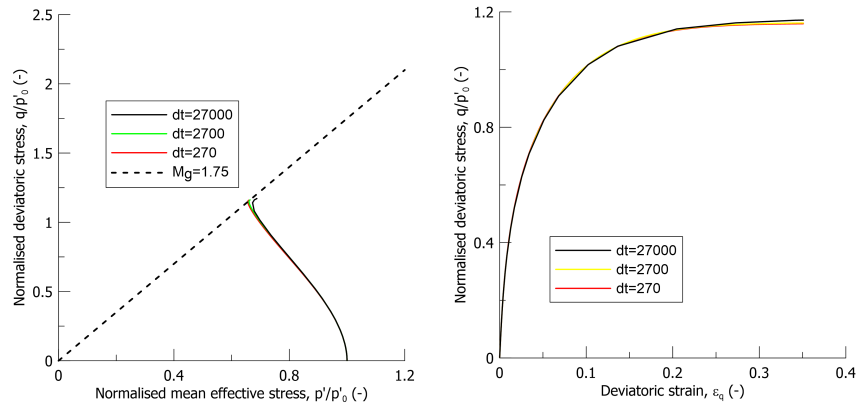 2.5
2
1.5
1
0.5
0
Normalised deviatoric stress, q/p'₀ (-)
dt=27000
dt=2700
dt=270
Mg=1.75
0
0.4
0.8
1.2
Normalised mean effective stress, p'/p'₀ (-)
1.2
0.8
0.4
0
Normalised deviatoric stress, q/p'₀ (-)
dt=27000
dt=2700
dt=270
0
0.1
0.2
0.3
0.4
Deviatoric strain, εq (-)